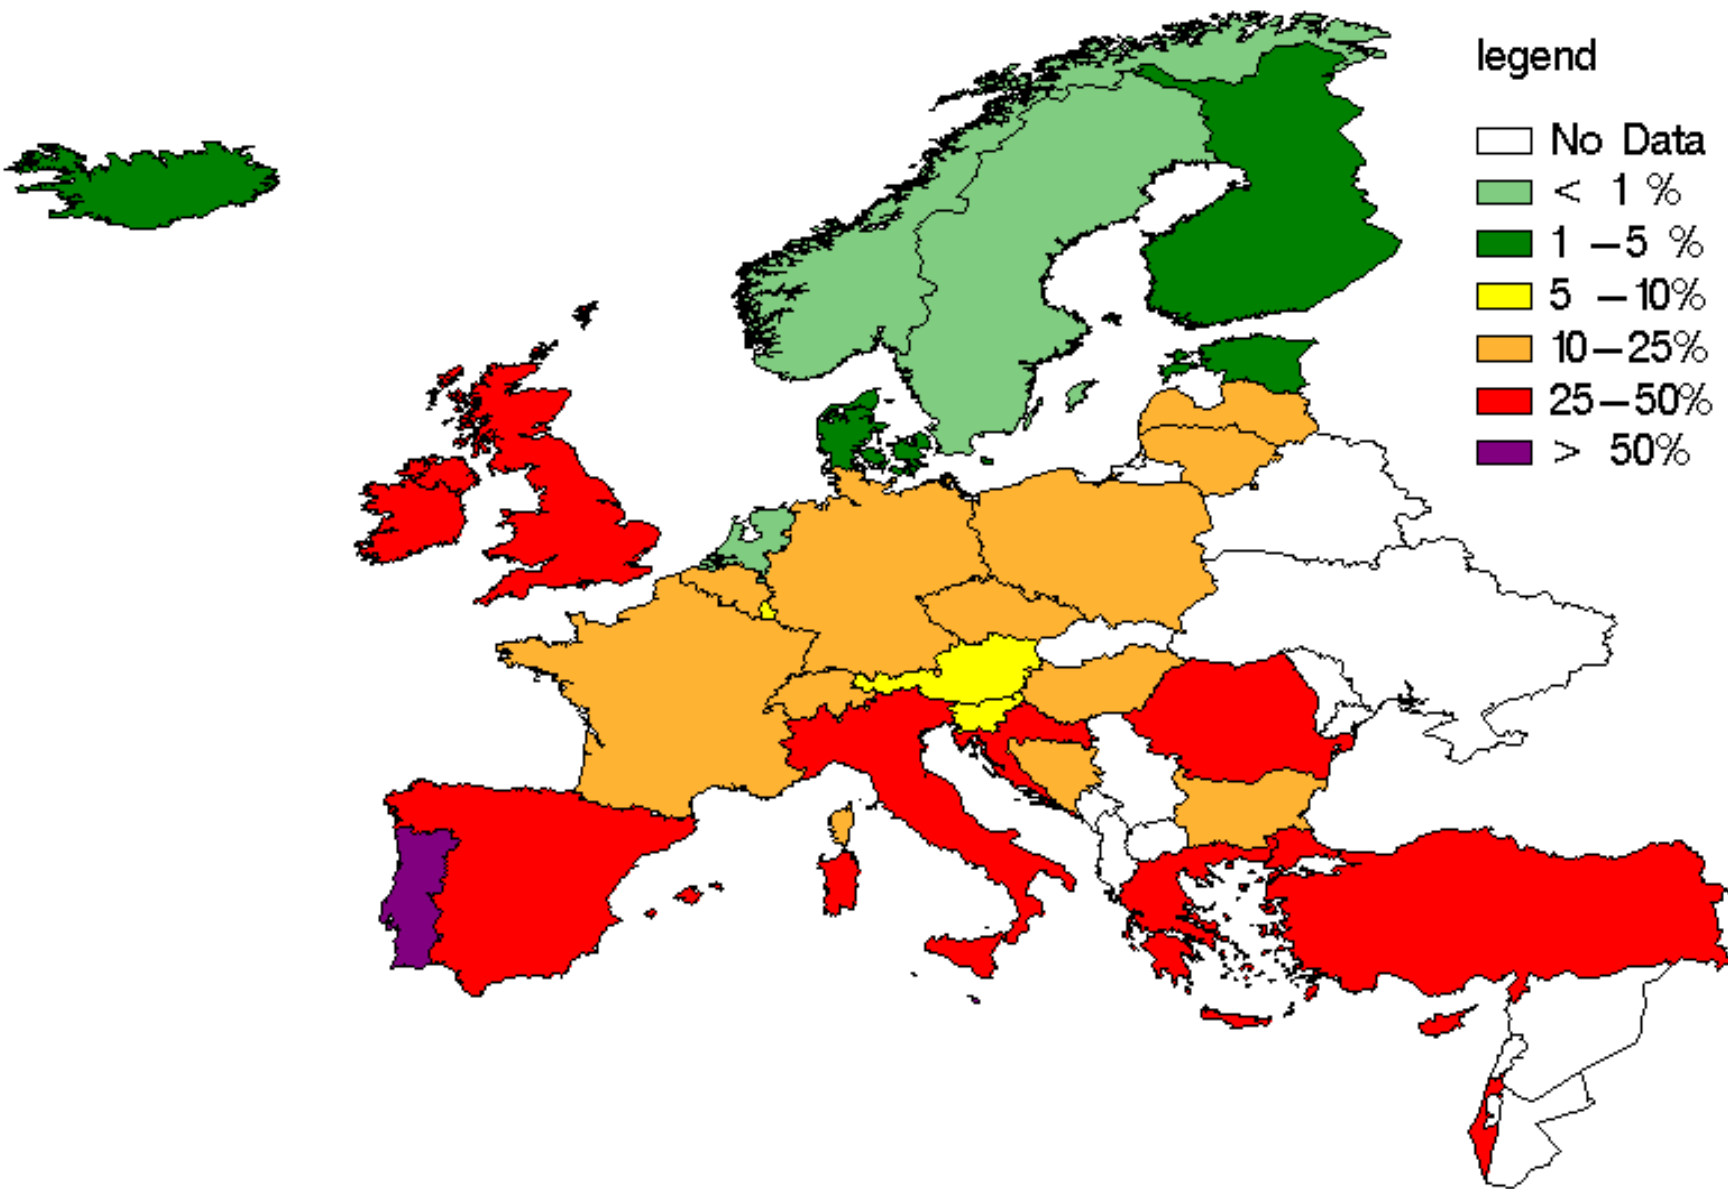 legend
No Data
< 1 %
1 –5 %
5 –10%
10–25%
25–50%
> 50%